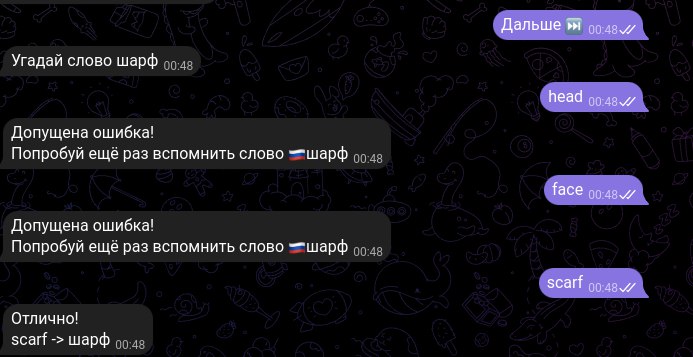 Дальше ⏭️ 00:48
Угадай слово шарф 00:48
head 00:48
Допущена ошибка!
Попробуй ещё раз вспомнить слово 🇷🇺шарф 00:48
face 00:48
Допущена ошибка!
Попробуй ещё раз вспомнить слово 🇷🇺шарф 00:48
scarf 00:48
Отлично!
scarf -> шарф 00:48